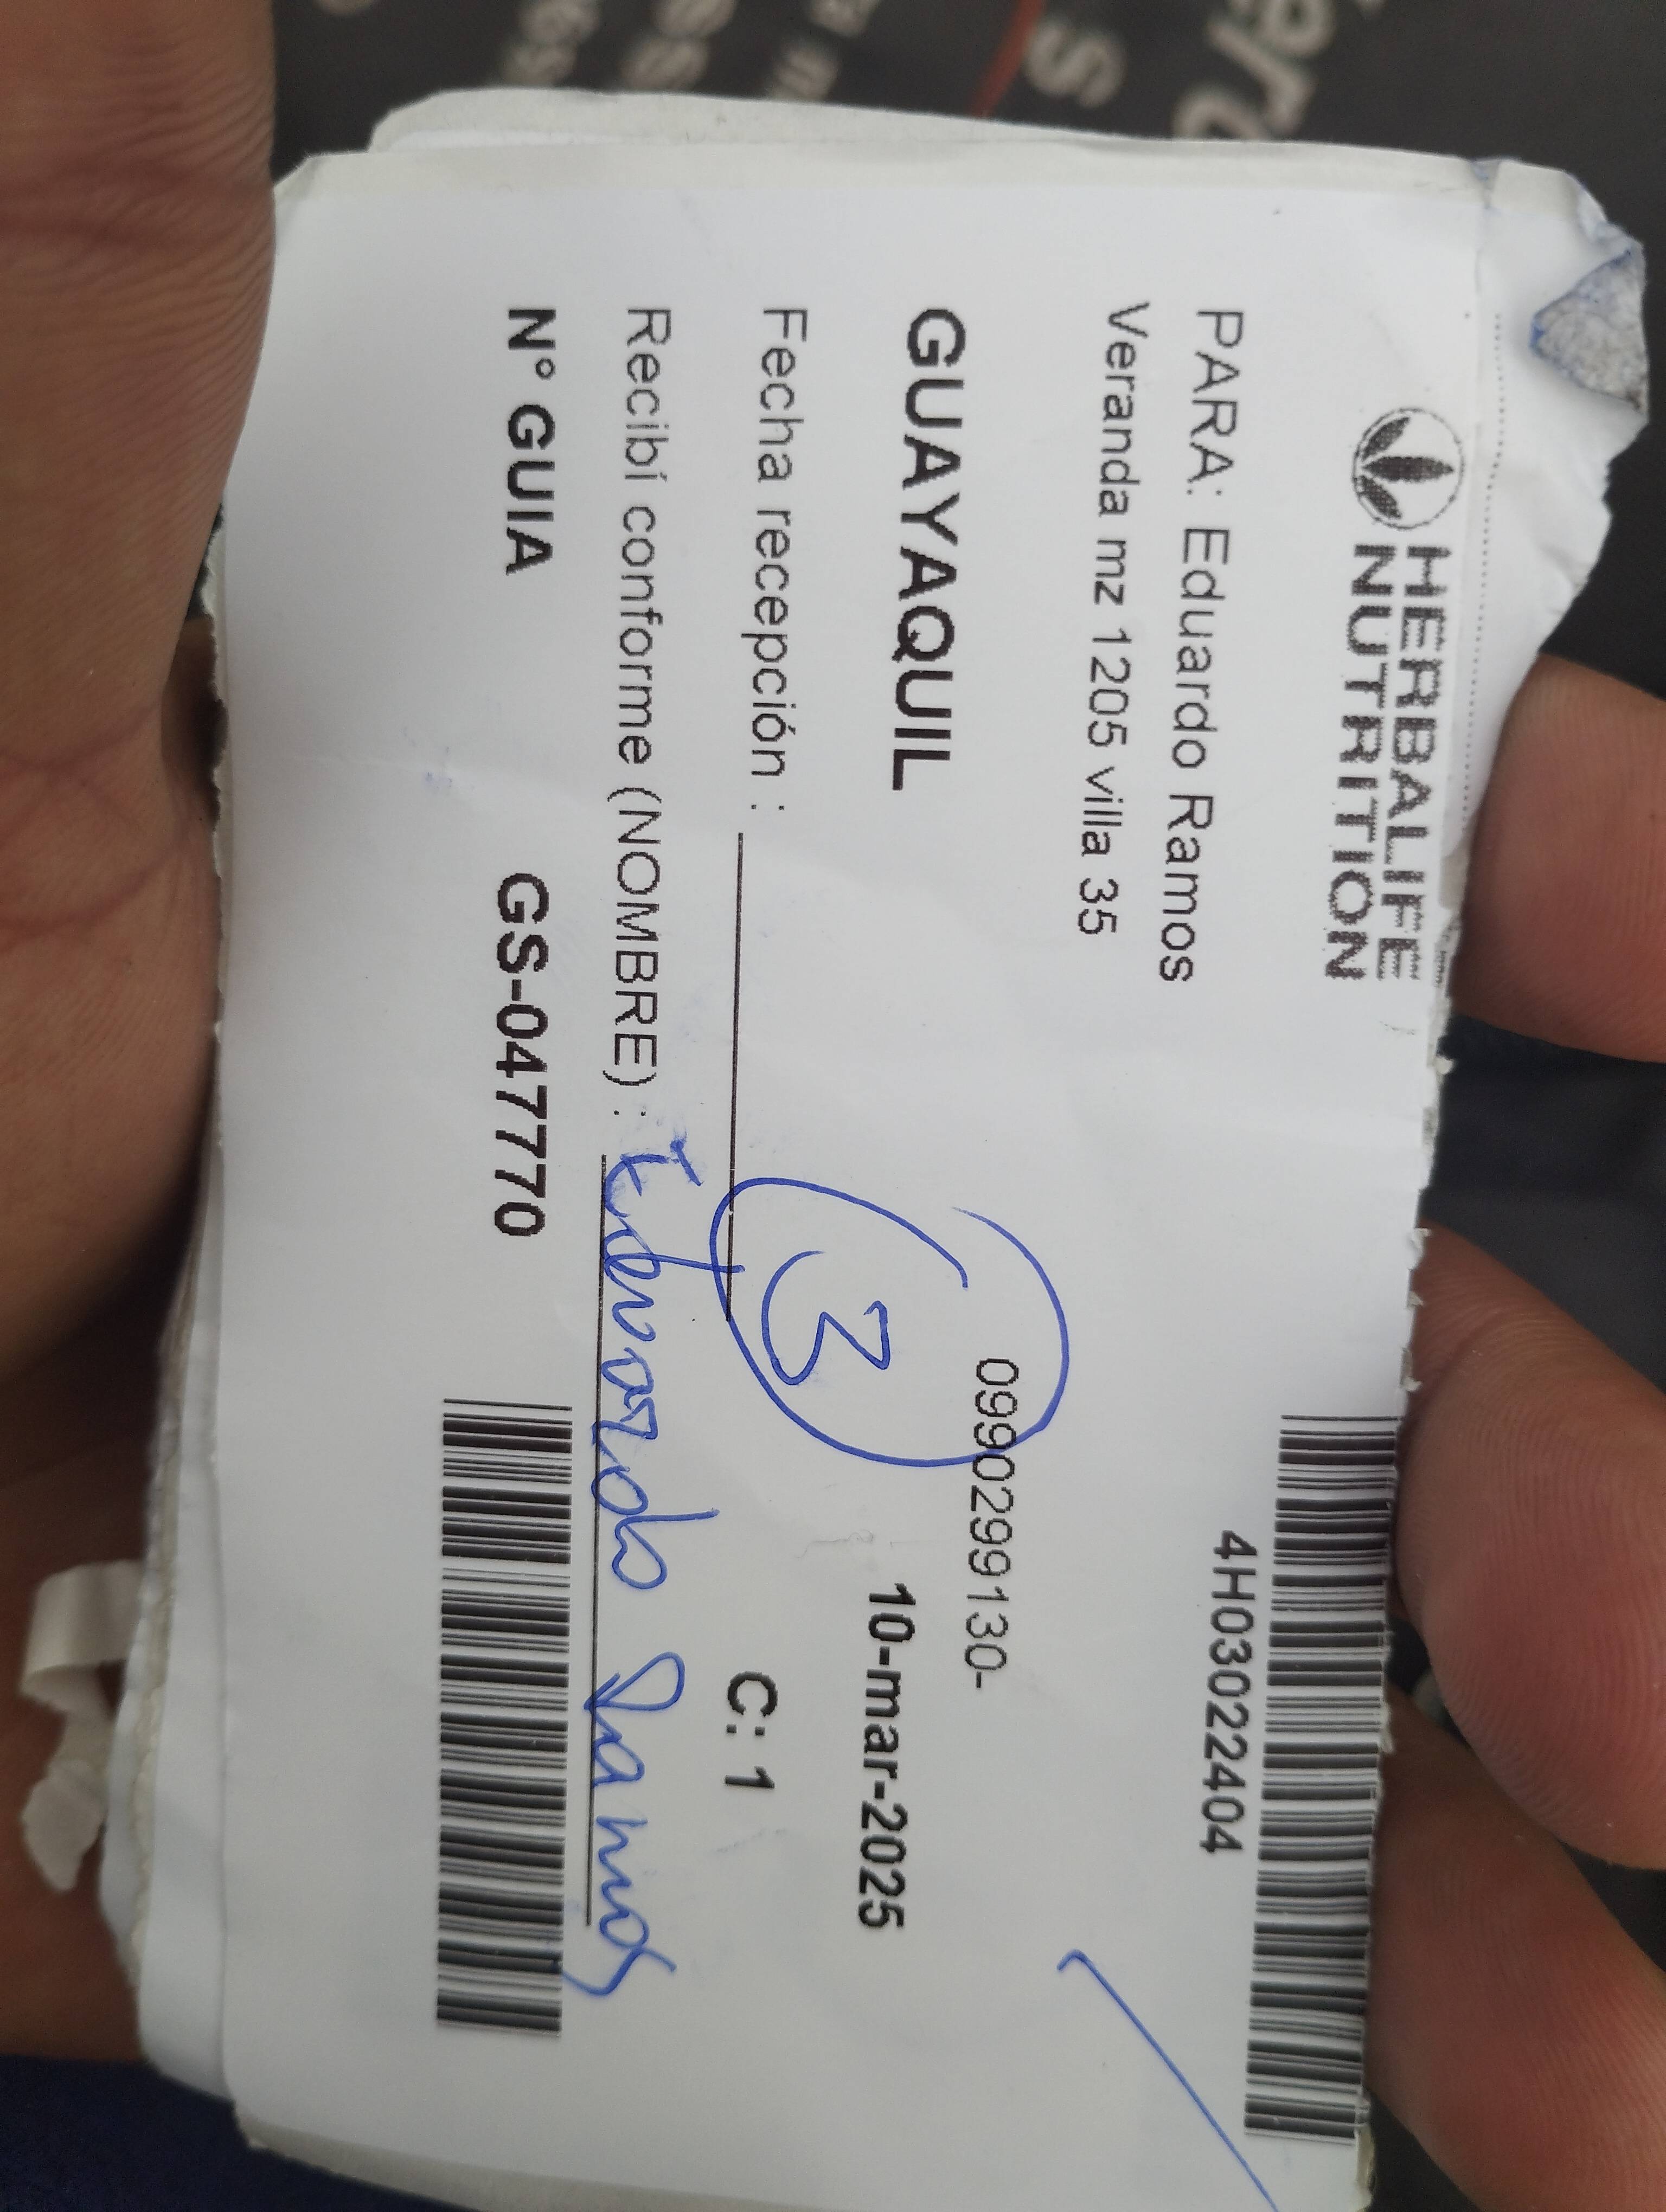 HERBALIFE
NUTRITION
4H03022404
PARA: Eduardo Ramos
Veranda mz 1205 villa 35
0990299130-
GUAYAQUIL
10-mar-2025
3
Fecha recepción :
C: 1
Recibí conforme (NOMBRE) : Eduardo Ramos
N° GUIA
GS-047770